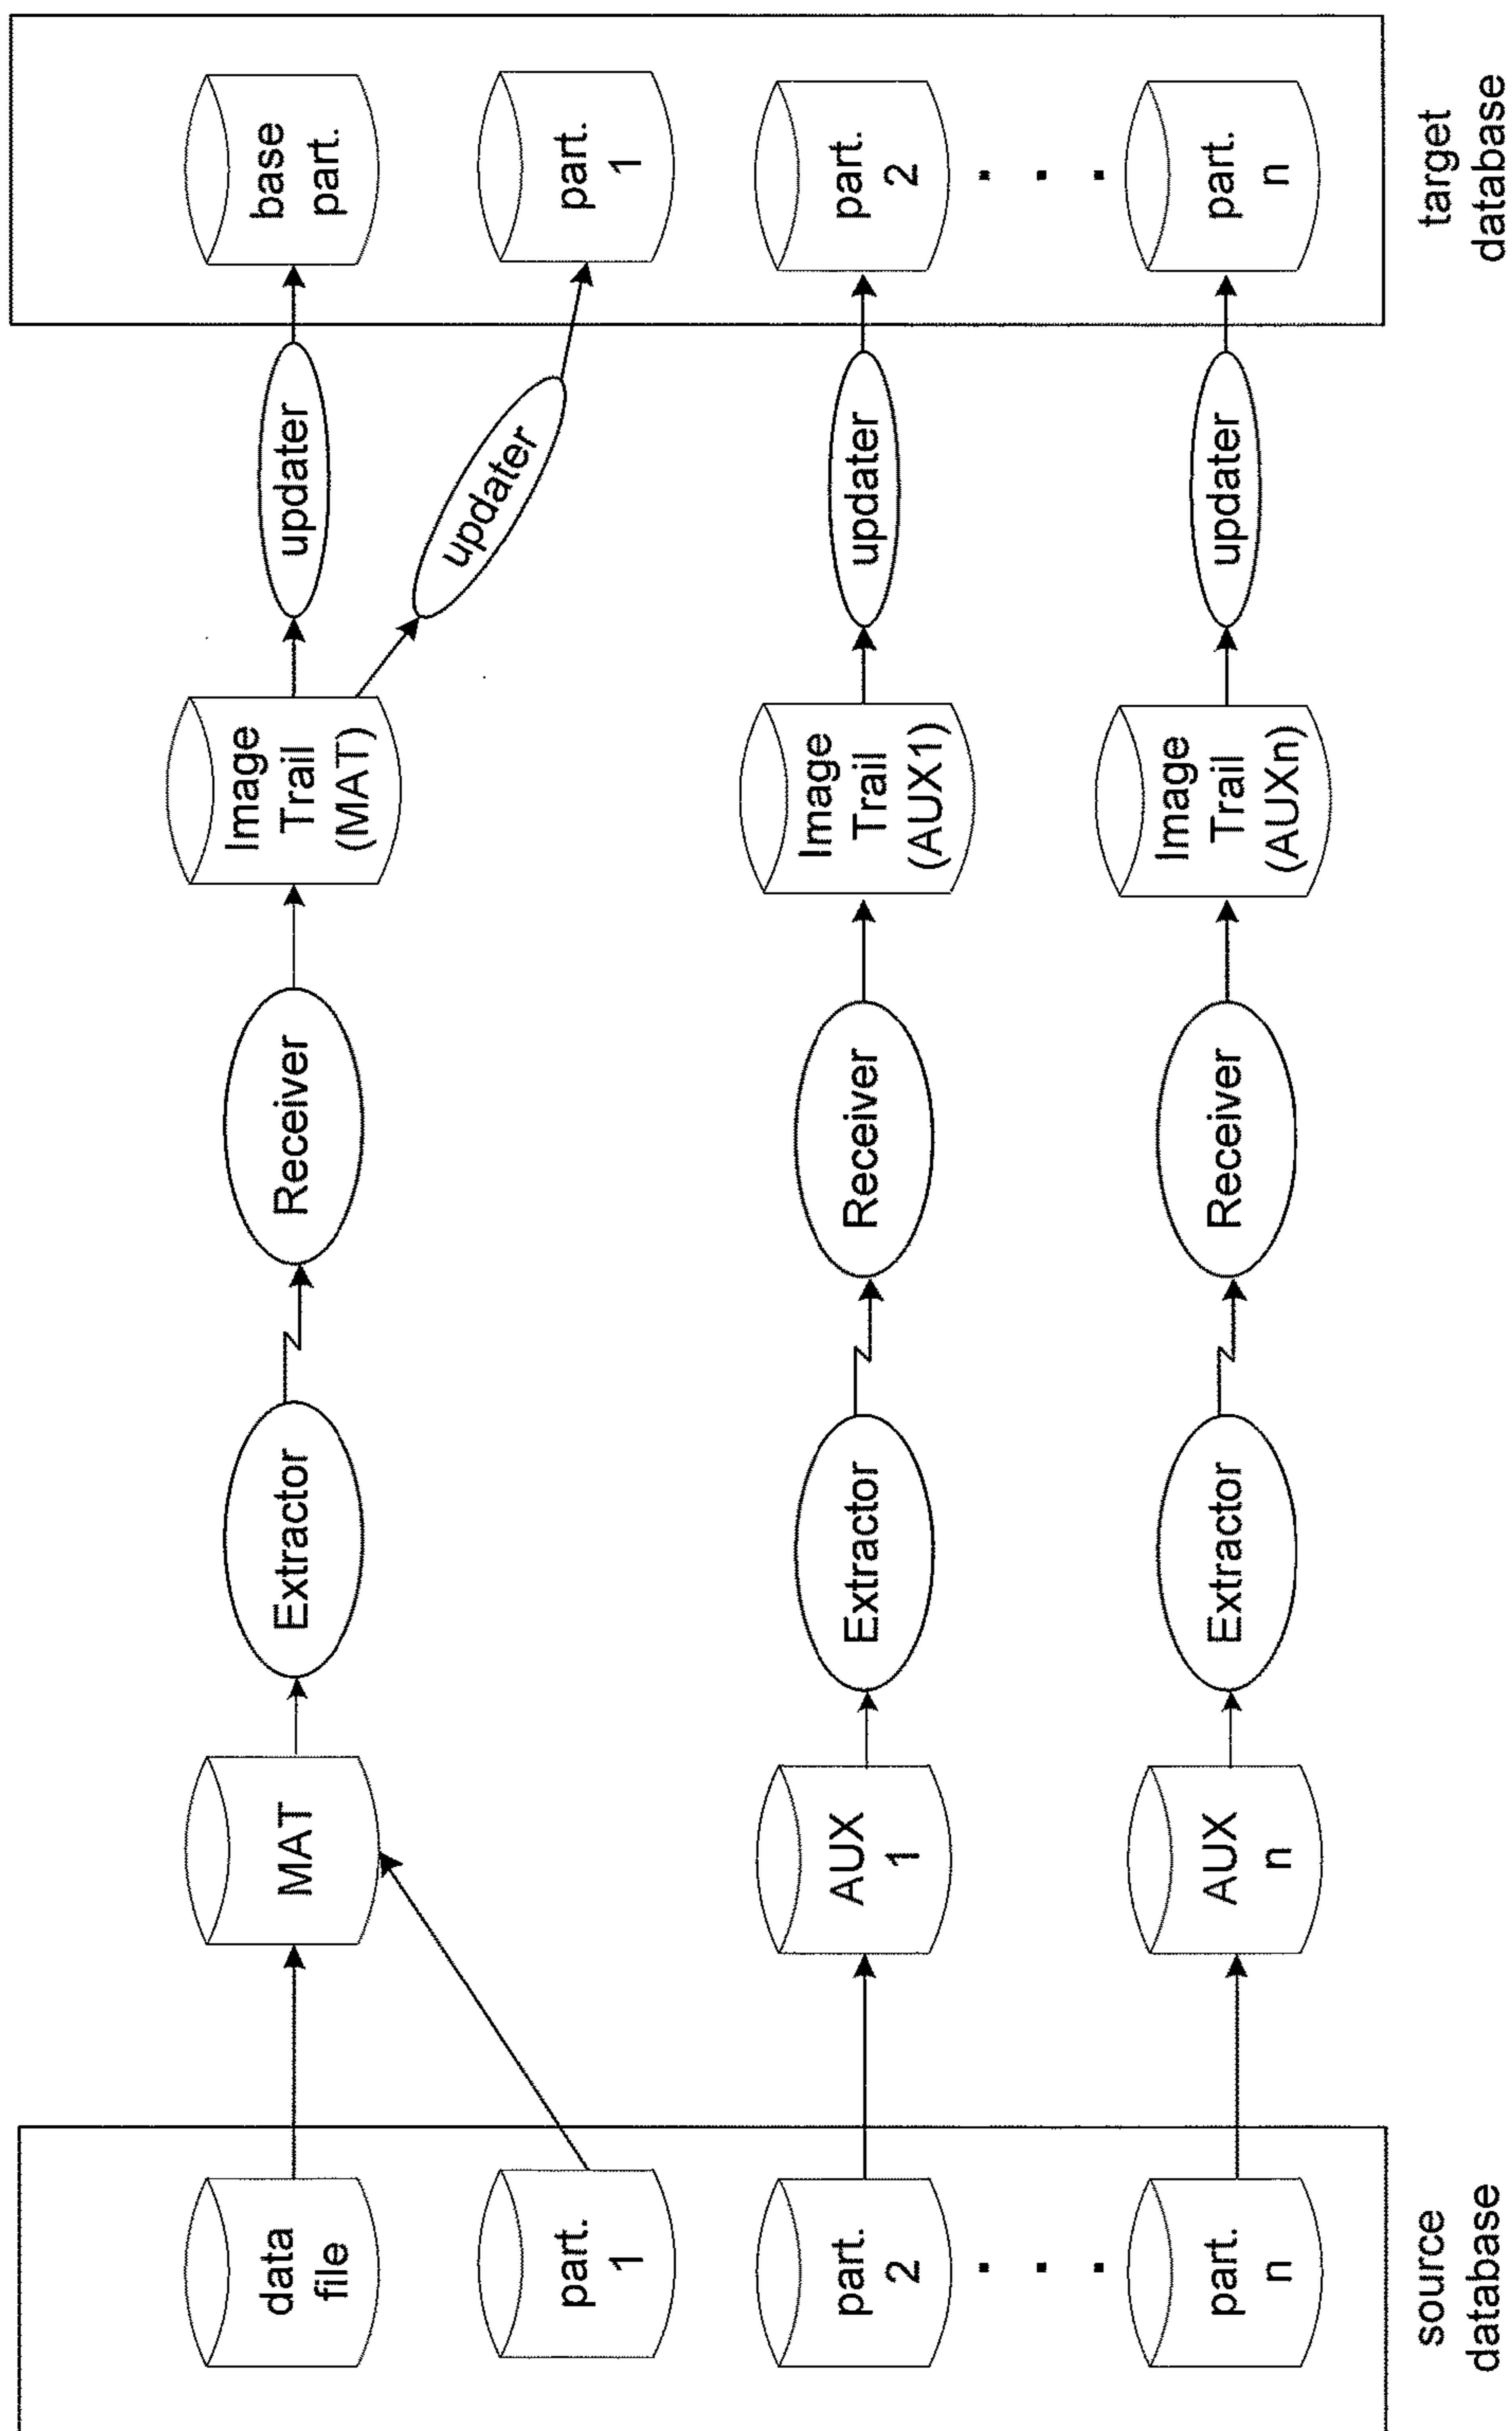 data
file
part.
1
part.
2
. . .
part.
n
source
database
MAT
AUX
1
AUX
n
Extractor
Extractor
Extractor
Receiver
Receiver
Receiver
Image
Trail
(MAT)
Image
Trail
(AUX1)
Image
Trail
(AUXn)
updater
updater
updater
updater
base
part.
part.
1
part.
2
. . .
part.
n
target
database